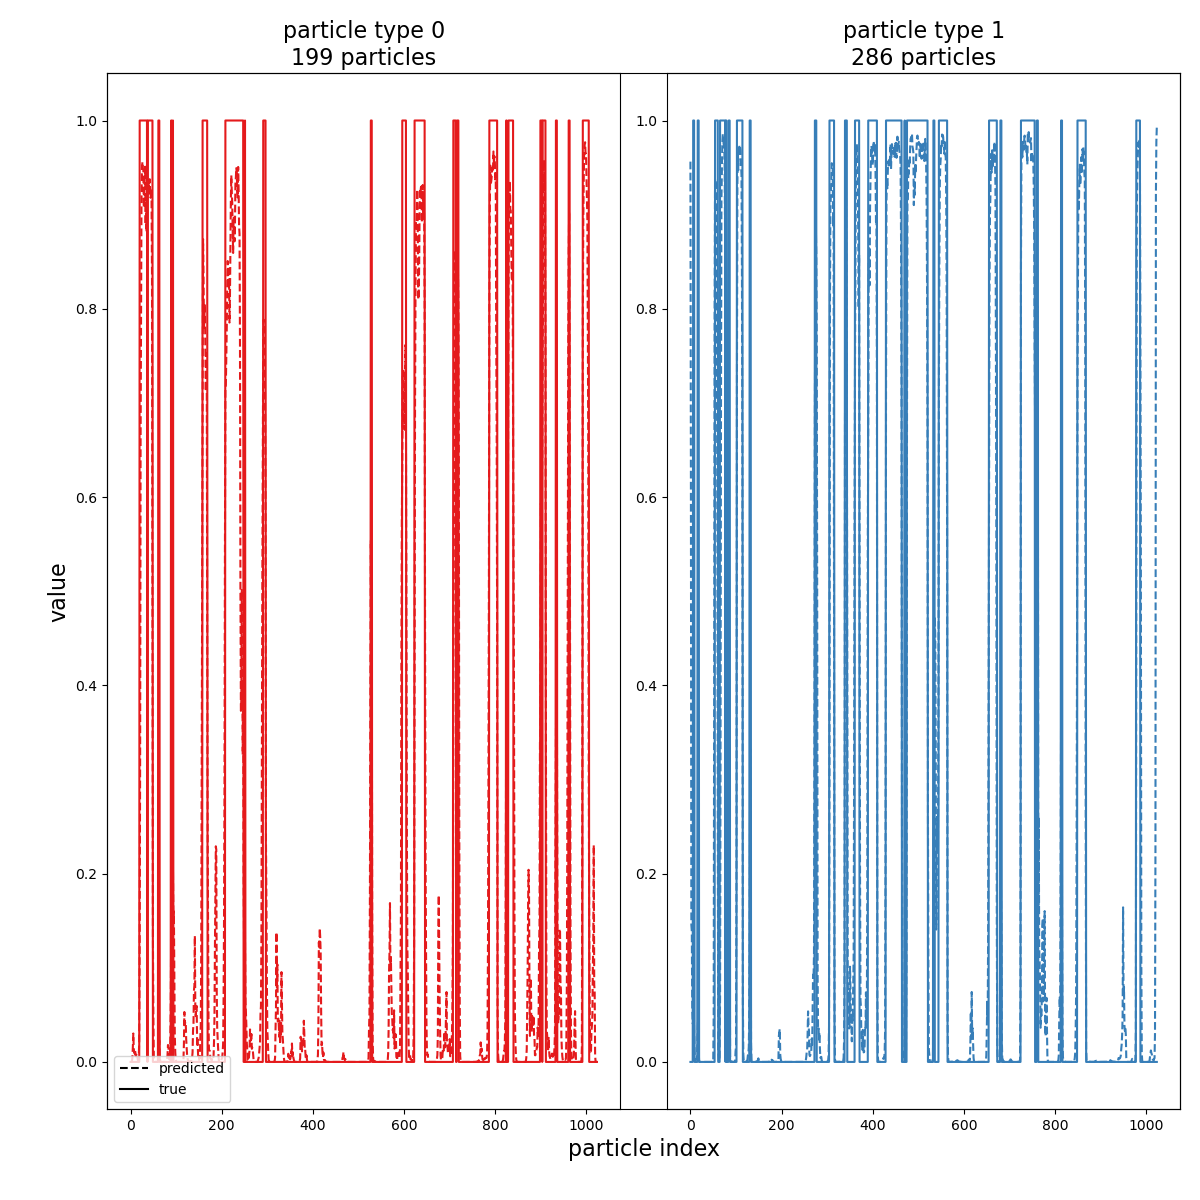 particle type 0
199 particles
particle type 1
286 particles
1.0
0.8
0.6
0.4
0.2
0.0
value
predicted
true
0 200 400 600 800 1000
1.0
0.8
0.6
0.4
0.2
0.0
0 200 400 600 800 1000
particle index